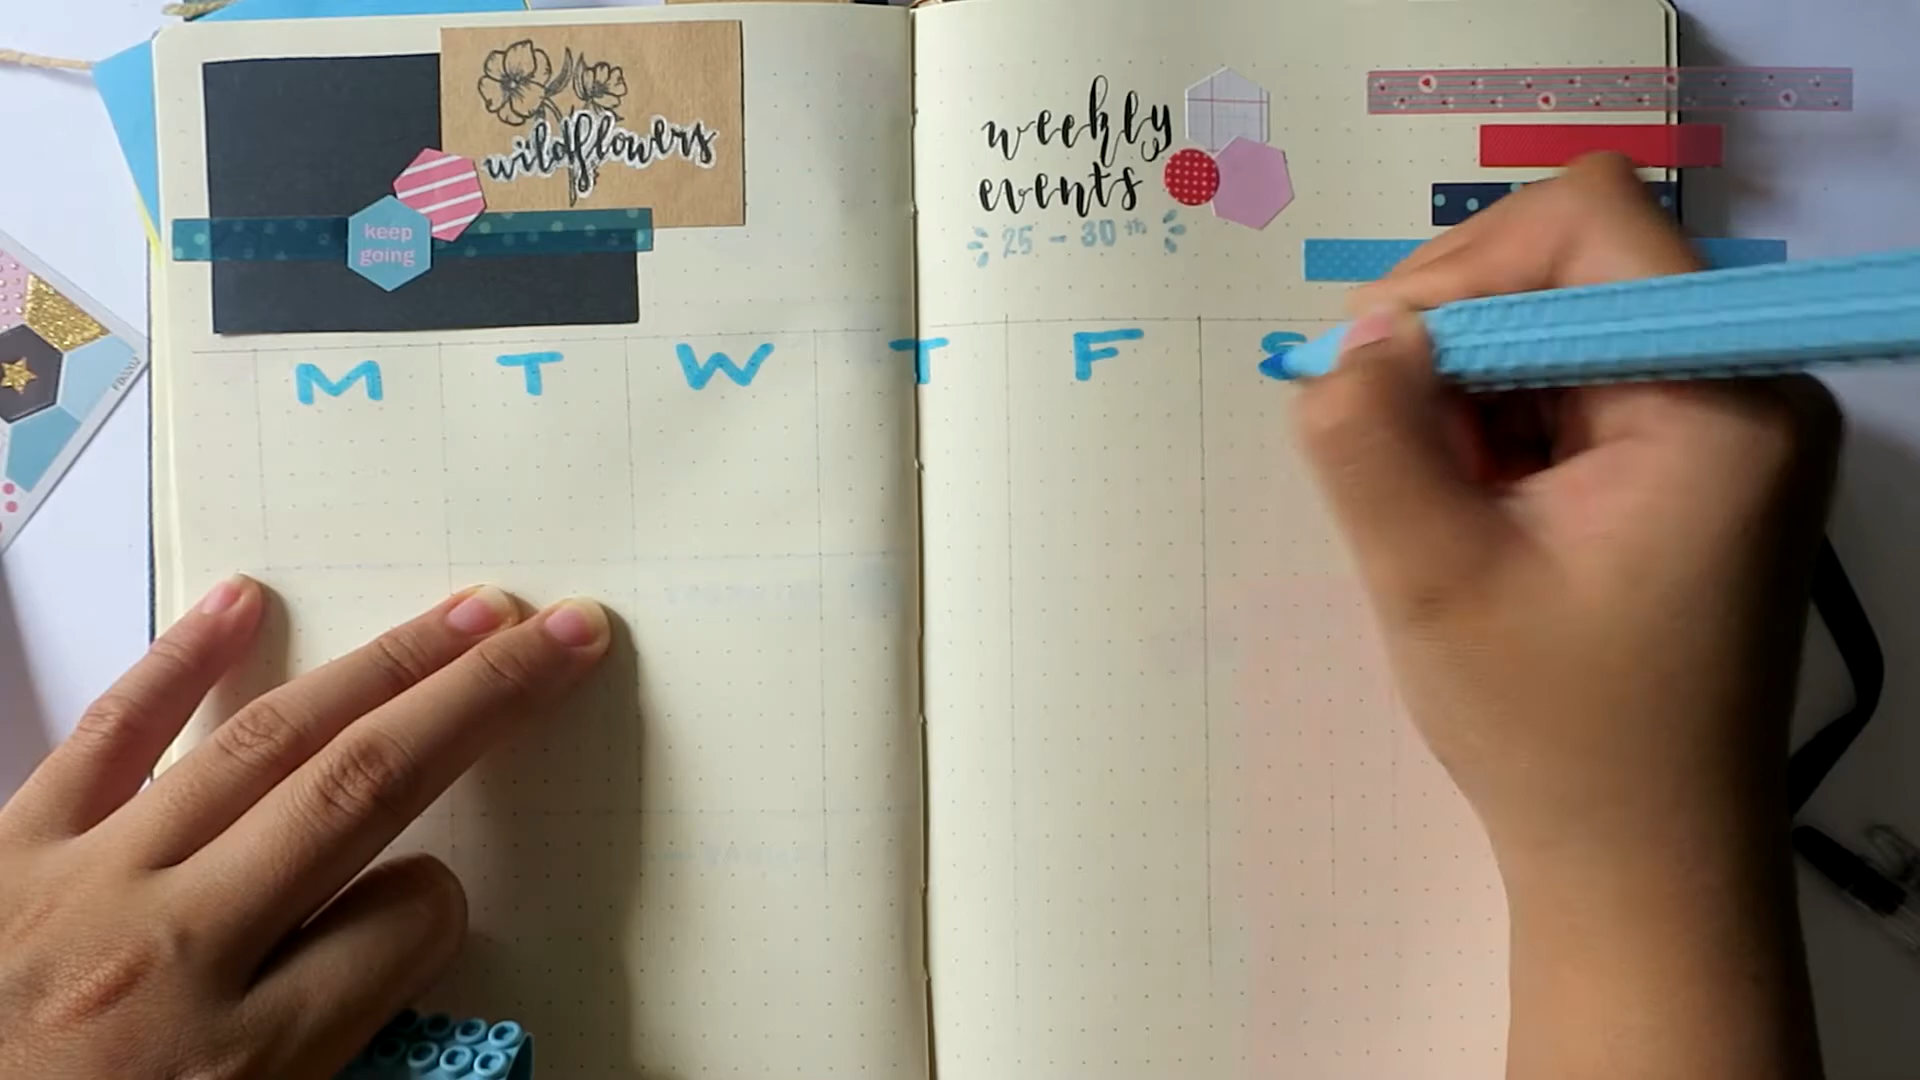 wildflowers
keep
going
weekly
events
25 - 30th
M T W T F S